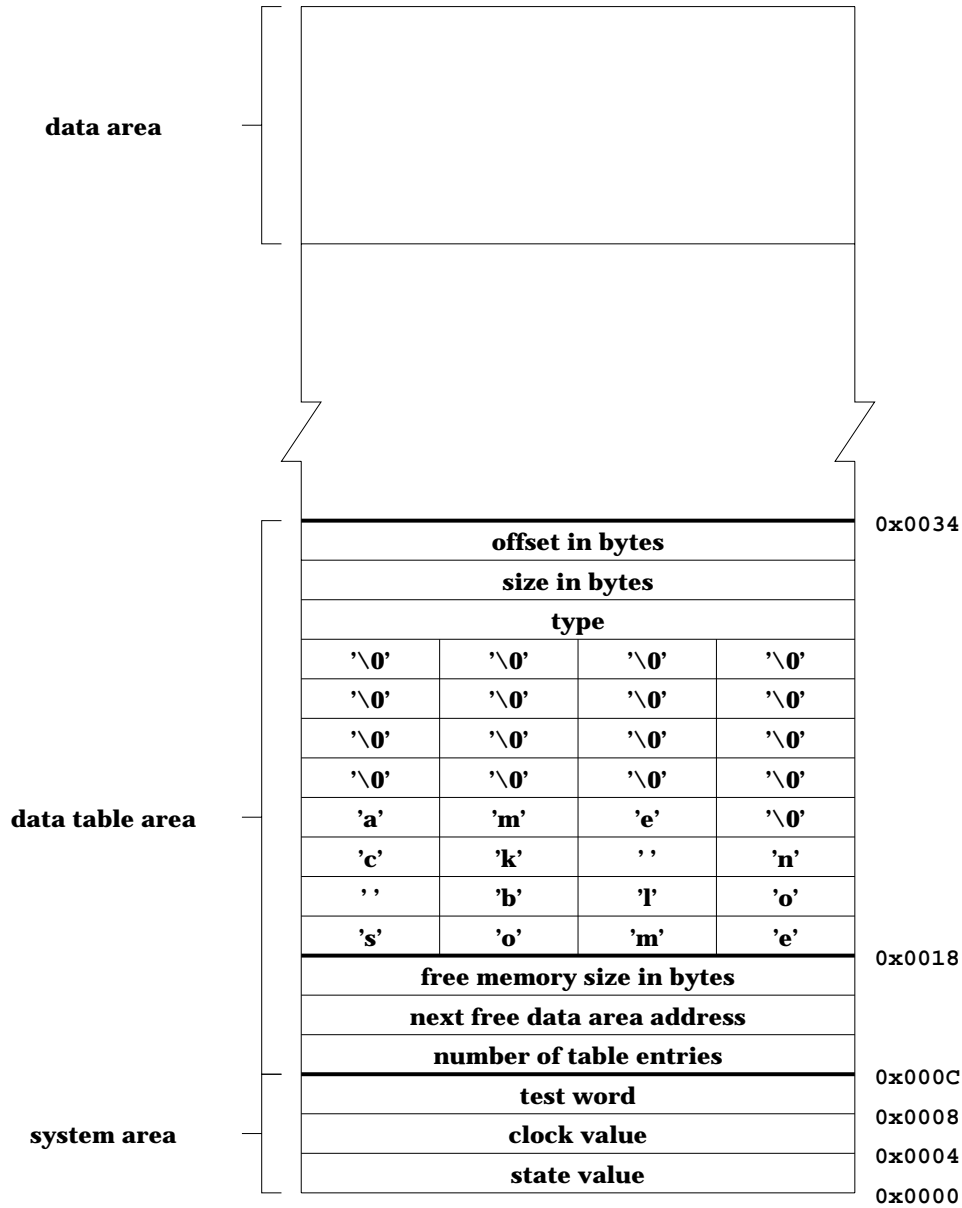 data area
0x0034
offset in bytes
size in bytes
type
'\0' '\0' '\0' '\0'
'\0' '\0' '\0' '\0'
'\0' '\0' '\0' '\0'
'\0' '\0' '\0' '\0'
data table area 'a' 'm' 'e' '\0'
'c' 'k' ' ' 'n'
' ' 'b' 'l' 'o'
's' 'o' 'm' 'e'
0x0018
free memory size in bytes
next free data area address
number of table entries
0x000C
test word
0x0008
system area clock value
0x0004
state value
0x0000